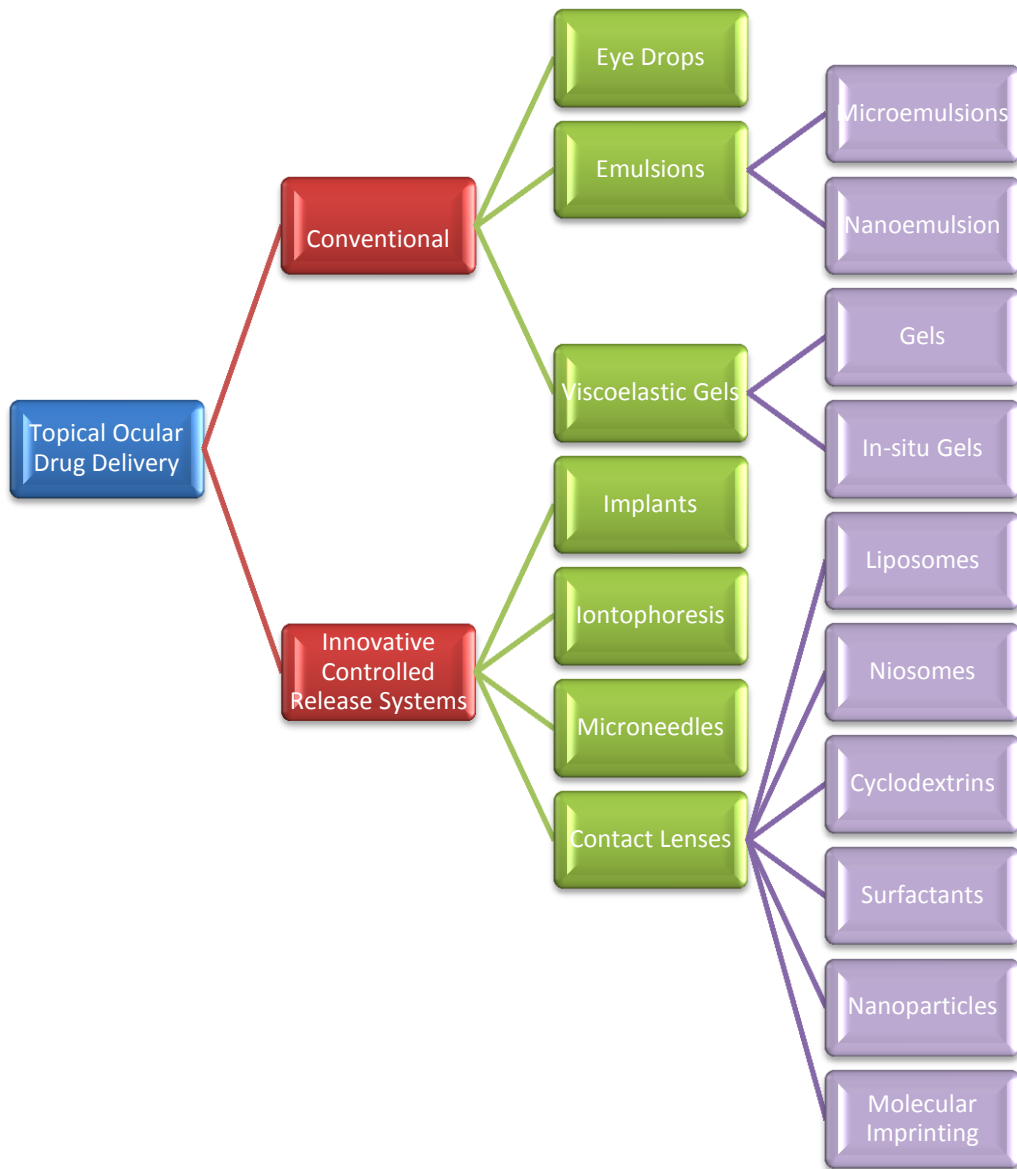 Topical Ocular
Drug Delivery
Conventional
Innovative
Controlled
Release Systems
Eye Drops
Emulsions
Viscoelastic Gels
Implants
Iontophoresis
Microneedles
Contact Lenses
Microemulsions
Nanoemulsion
Gels
In-situ Gels
Liposomes
Niosomes
Cyclodextrins
Surfactants
Nanoparticles
Molecular
Imprinting